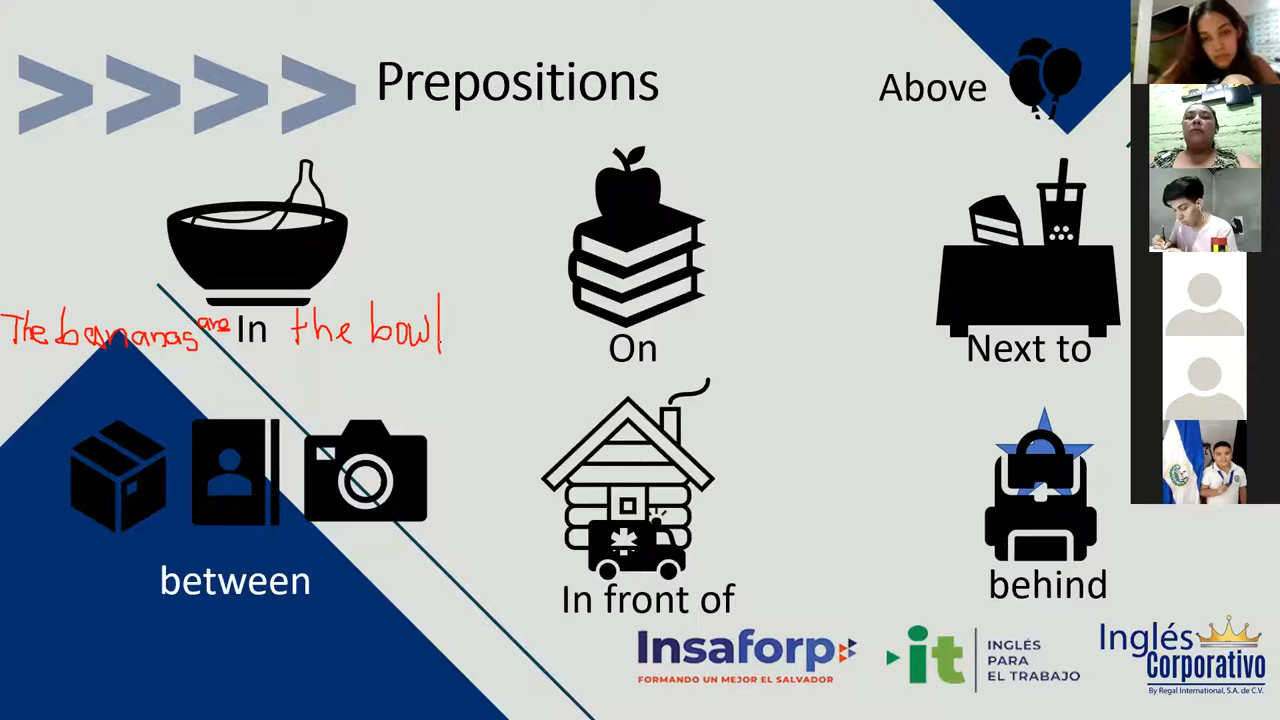 Prepositions
Above
The bananas are In the bowl
On
Next to
between
In front of
behind
Insaforp
FORMANDO UN MEJOR EL SALVADOR
it
INGLÉS
PARA
EL TRABAJO
Inglés
Corporativo
By Regal International, S.A. de C.V.